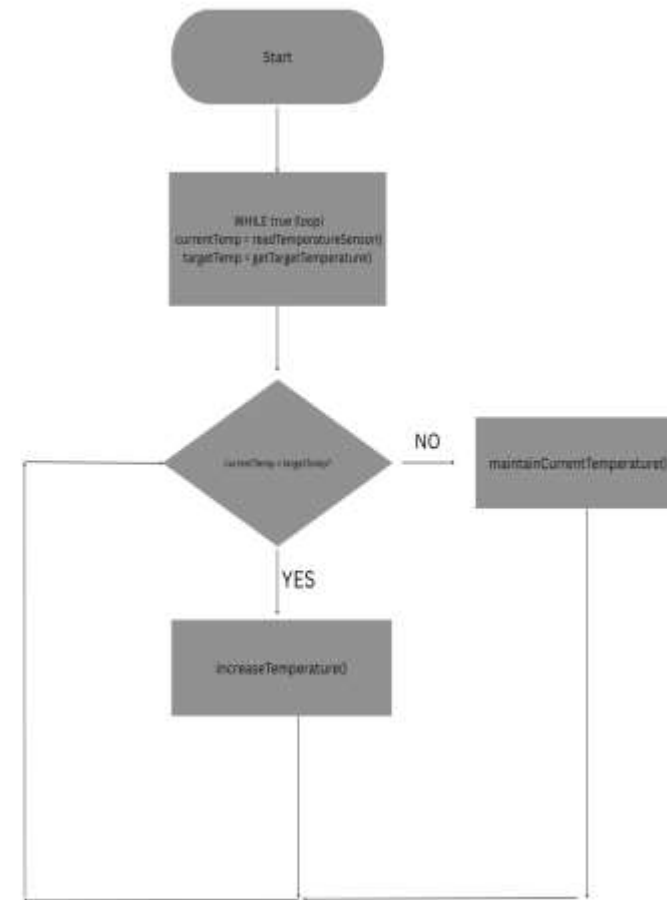 Start
WHILE true (loop)
currentTemp = readTemperatureSensor()
targetTemp = getTargetTemperature()
NO
maintainCurrentTemperature()
YES
increaseTemperature()